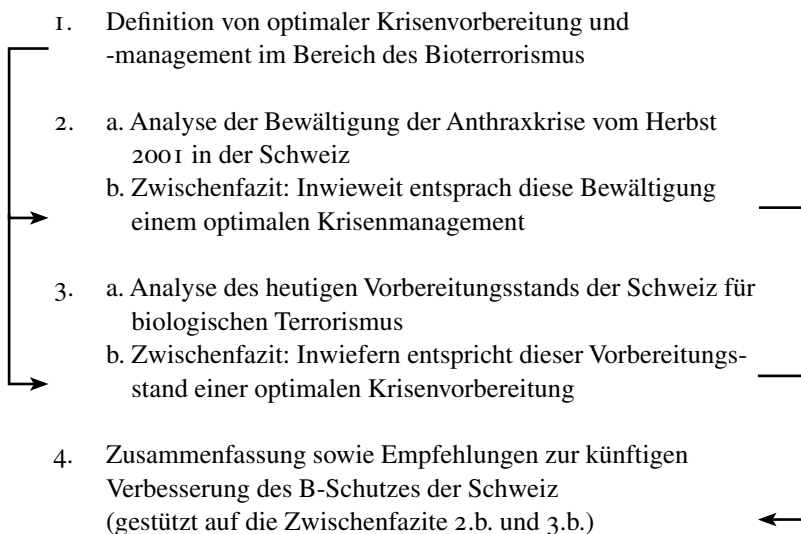 1. Definition von optimaler Krisenvorbereitung und
-management im Bereich des Bioterrorismus
2. a. Analyse der Bewältigung der Anthraxkrise vom Herbst
2001 in der Schweiz
b. Zwischenfazit: Inwieweit entsprach diese Bewältigung
einem optimalen Krisenmanagement
3. a. Analyse des heutigen Vorbereitungsstands der Schweiz für
biologischen Terrorismus
b. Zwischenfazit: Inwiefern entspricht dieser Vorbereitungs-
stand einer optimalen Krisenvorbereitung
4. Zusammenfassung sowie Empfehlungen zur künftigen
Verbesserung des B-Schutzes der Schweiz
(gestützt auf die Zwischenfazite 2.b. und 3.b.)